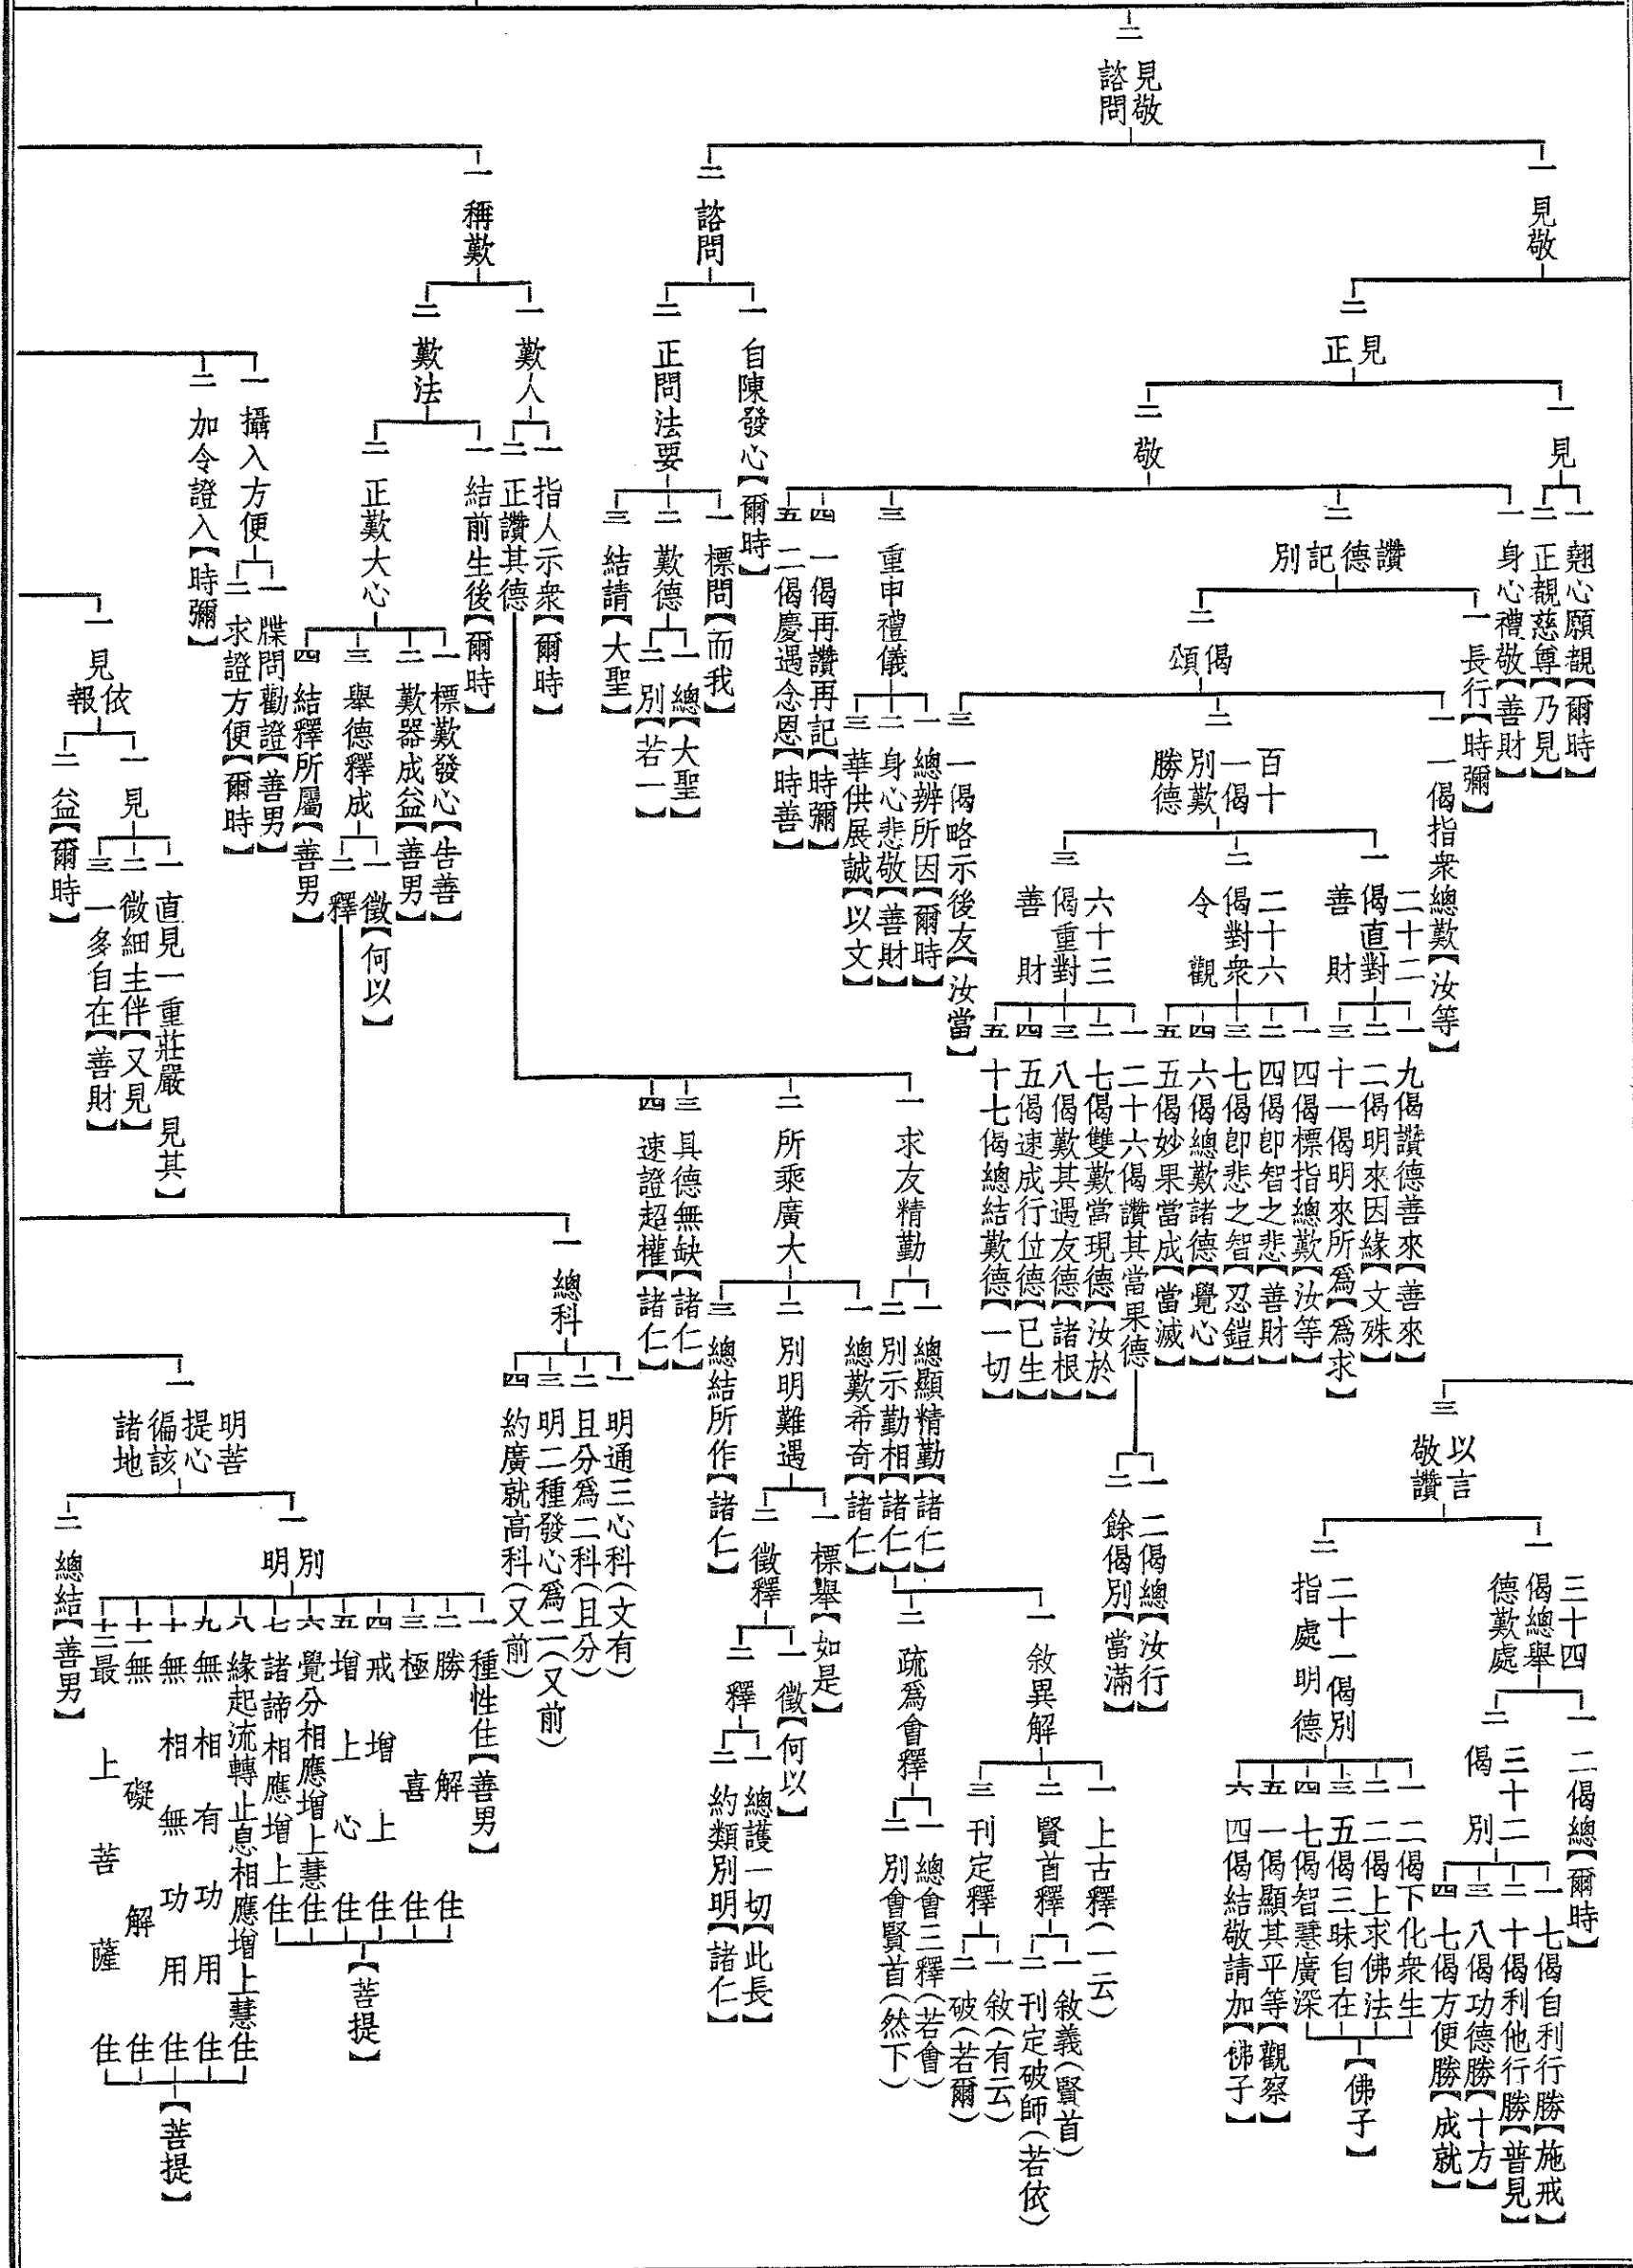 二 見敬諮問
一 見敬
二 正見
一 見
一 翹心願覩【爾時】
二 正覩慈尊【乃見】
二 敬
一 身心禮敬【善財】
二 讚德記別
一 長行【時彌】
二 偈頌
一 一偈指衆總歎【汝等】
二 百十一偈別歎勝德
一 二十二偈直對善財
一 九偈讚德善來【善來】
二 二偈明來因緣【文殊】
三 十一偈明來所爲【爲求】
二 二十六偈對衆令觀
一 四偈標指總歎【汝等】
二 四偈卽智之悲【善財】
三 七偈卽悲之智【忍鎧】
四 六偈總歎諸德【覺心】
五 五偈妙果當成【當滅】
三 六十三偈重對善財
一 二十六偈讚其當果德
一 二偈總【汝行】
二 餘偈別【當滿】
二 七偈雙歎當現德【汝於】
三 八偈歎其遇友德【諸根】
四 五偈速成行位德【已生】
五 十七偈總結歎德【一切】
三 一偈略示後友【汝當】
三 重申禮儀
一 總辨所因【爾時】
二 身心悲敬【善財】
三 華供展誠【以文】
四 一偈再讚再記【時彌】
五 二偈慶遇念恩【時善】
三 以言敬讚
一 三十四偈總舉德歎處
一 二偈總【爾時】
二 三十二偈別
一 七偈自利行勝【施戒】
二 十偈利他行勝【普見】
三 八偈功德勝【十方】
四 七偈方便勝【成就】
二 二十一偈別指處明德
一 二偈下化衆生
二 二偈上求佛法
三 五偈三昧自在
四 七偈智慧廣深
【佛子】
五 一偈顯其平等【觀察】
六 四偈結敬請加【佛子】
二 諮問
一 自陳發心【爾時】
二 正問法要
一 標問【而我】
二 歎德
一 總【大聖】
二 別【若一】
三 結請【大聖】
一 稱歎
一 歎人
一 指人示衆【爾時】
二 正讚其德
一 求友精勤
一 總顯精勤【諸仁】
二 別示勤相【諸仁】
一 敘異解
一 上古釋(一云)
二 賢首釋
一 敘義(賢首)
二 刊定破師(若依)
三 刊定釋
一 敘(有云)
二 破(若爾)
二 疏爲會釋
一 總會三釋(若會)
二 別會賢首(然下)
二 所乘廣大
一 總歎希奇【諸仁】
二 別明難遇
一 標舉【如是】
二 徵釋
一 徵【何以】
二 釋
一 總護一切【此長】
二 約類別明【諸仁】
三 總結所作【諸仁】
三 具德無缺【諸仁】
四 速證超權【諸仁】
二 歎法
一 結前生後【爾時】
二 正歎大心
一 標歎發心【告善】
二 歎器成益【善男】
三 舉德釋成
一 徵【何以】
二 釋
四 結釋所屬【善男】
一 總科
一 明通三心科(文有)
二 且分爲二科(且分)
三 明二種發心爲二(又前)
四 約廣就高科(又前)
一 明菩提心徧該諸地
一 別明
一 種性住【善男】
二 勝解住
三 極喜住
四 增上戒住
五 增上心住
六 覺分相應增上慧住
七 諸諦相應增上住
【菩提】
八 緣起流轉止息相應增上慧住
九 無相有功用住
十 無相無功用住
十二 無礙解住
十三 最上菩薩住
【菩提】
二 總結【善男】
一 攝入方便
一 牒問勸證【善男】
二 求證方便【爾時】
二 加令證入【時彌】
一 見依報
一 見
一 直見一重莊嚴 見其】
二 微細主伴【又見】
三 一多自在【善財】
二 益【爾時】